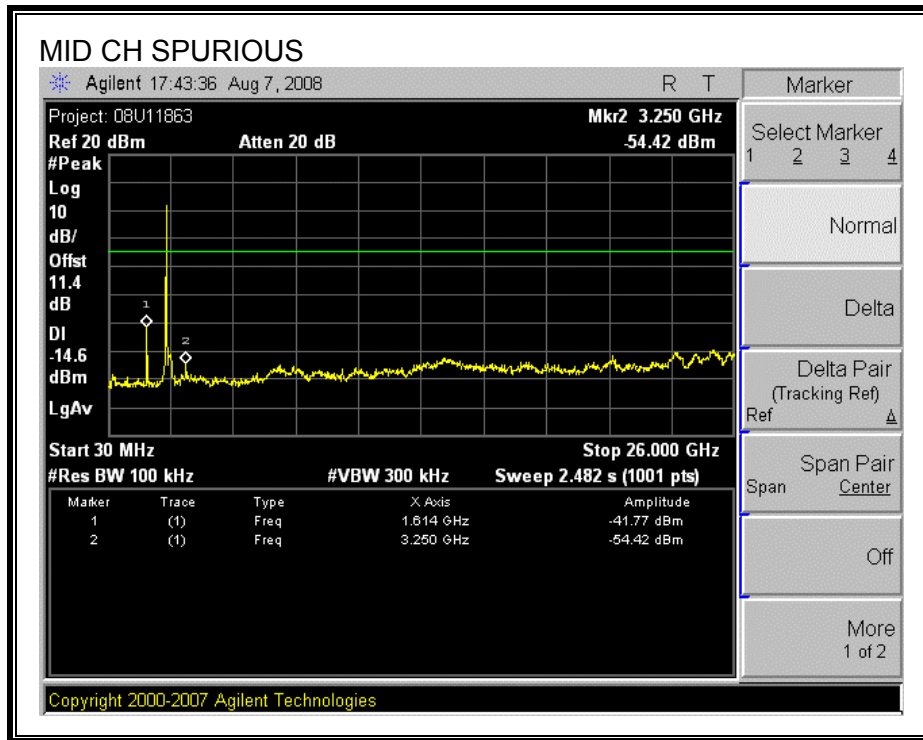 MID CH SPURIOUS
Agilent 17:43:36 Aug 7, 2008 R T
Project: 08U11863 Mkr2 3.250 GHz
Ref 20 dBm Atten 20 dB -54.42 dBm
#Peak
Log
10
dB/
Offst
11.4
dB
DI
-14.6
dBm
LgAv
1
2
Start 30 MHz Stop 26.000 GHz
#Res BW 100 kHz #VBW 300 kHz Sweep 2.482 s (1001 pts)
Marker Trace Type X Axis Amplitude
1 (1) Freq 1.614 GHz -41.77 dBm
2 (1) Freq 3.250 GHz -54.42 dBm
Copyright 2000-2007 Agilent Technologies
Marker
Select Marker
1 2 3 4
Normal
Delta
Delta Pair
(Tracking Ref)
Ref Δ
Span Pair
Span Center
Off
More
1 of 2